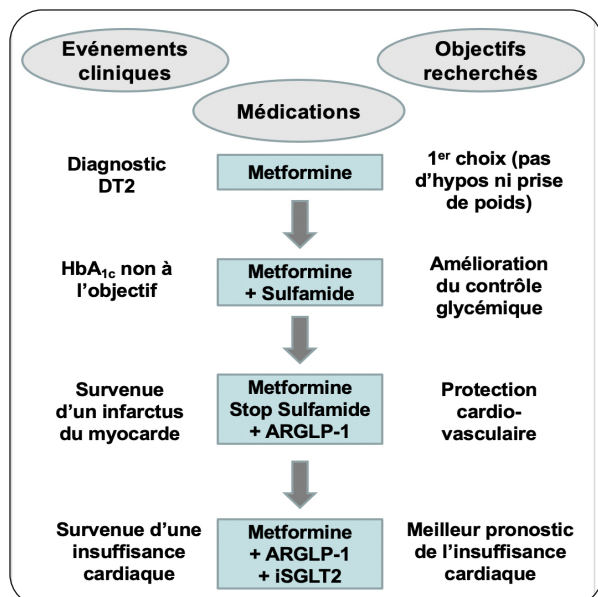 Evénements
cliniques
Objectifs
recherchés
Médications
Diagnostic
DT2
Metformine
1er choix (pas
d’hypos ni prise
de poids)
HbA1c non à
l’objectif
Metformine
+ Sulfamide
Amélioration
du contrôle
glycémique
Survenue
d’un infarctus
du myocarde
Metformine
Stop Sulfamide
+ ARGLP-1
Protection
cardio-
vasculaire
Survenue d’une
insuffisance
cardiaque
Metformine
+ ARGLP-1
+ iSGLT2
Meilleur pronostic
de l’insuffisance
cardiaque